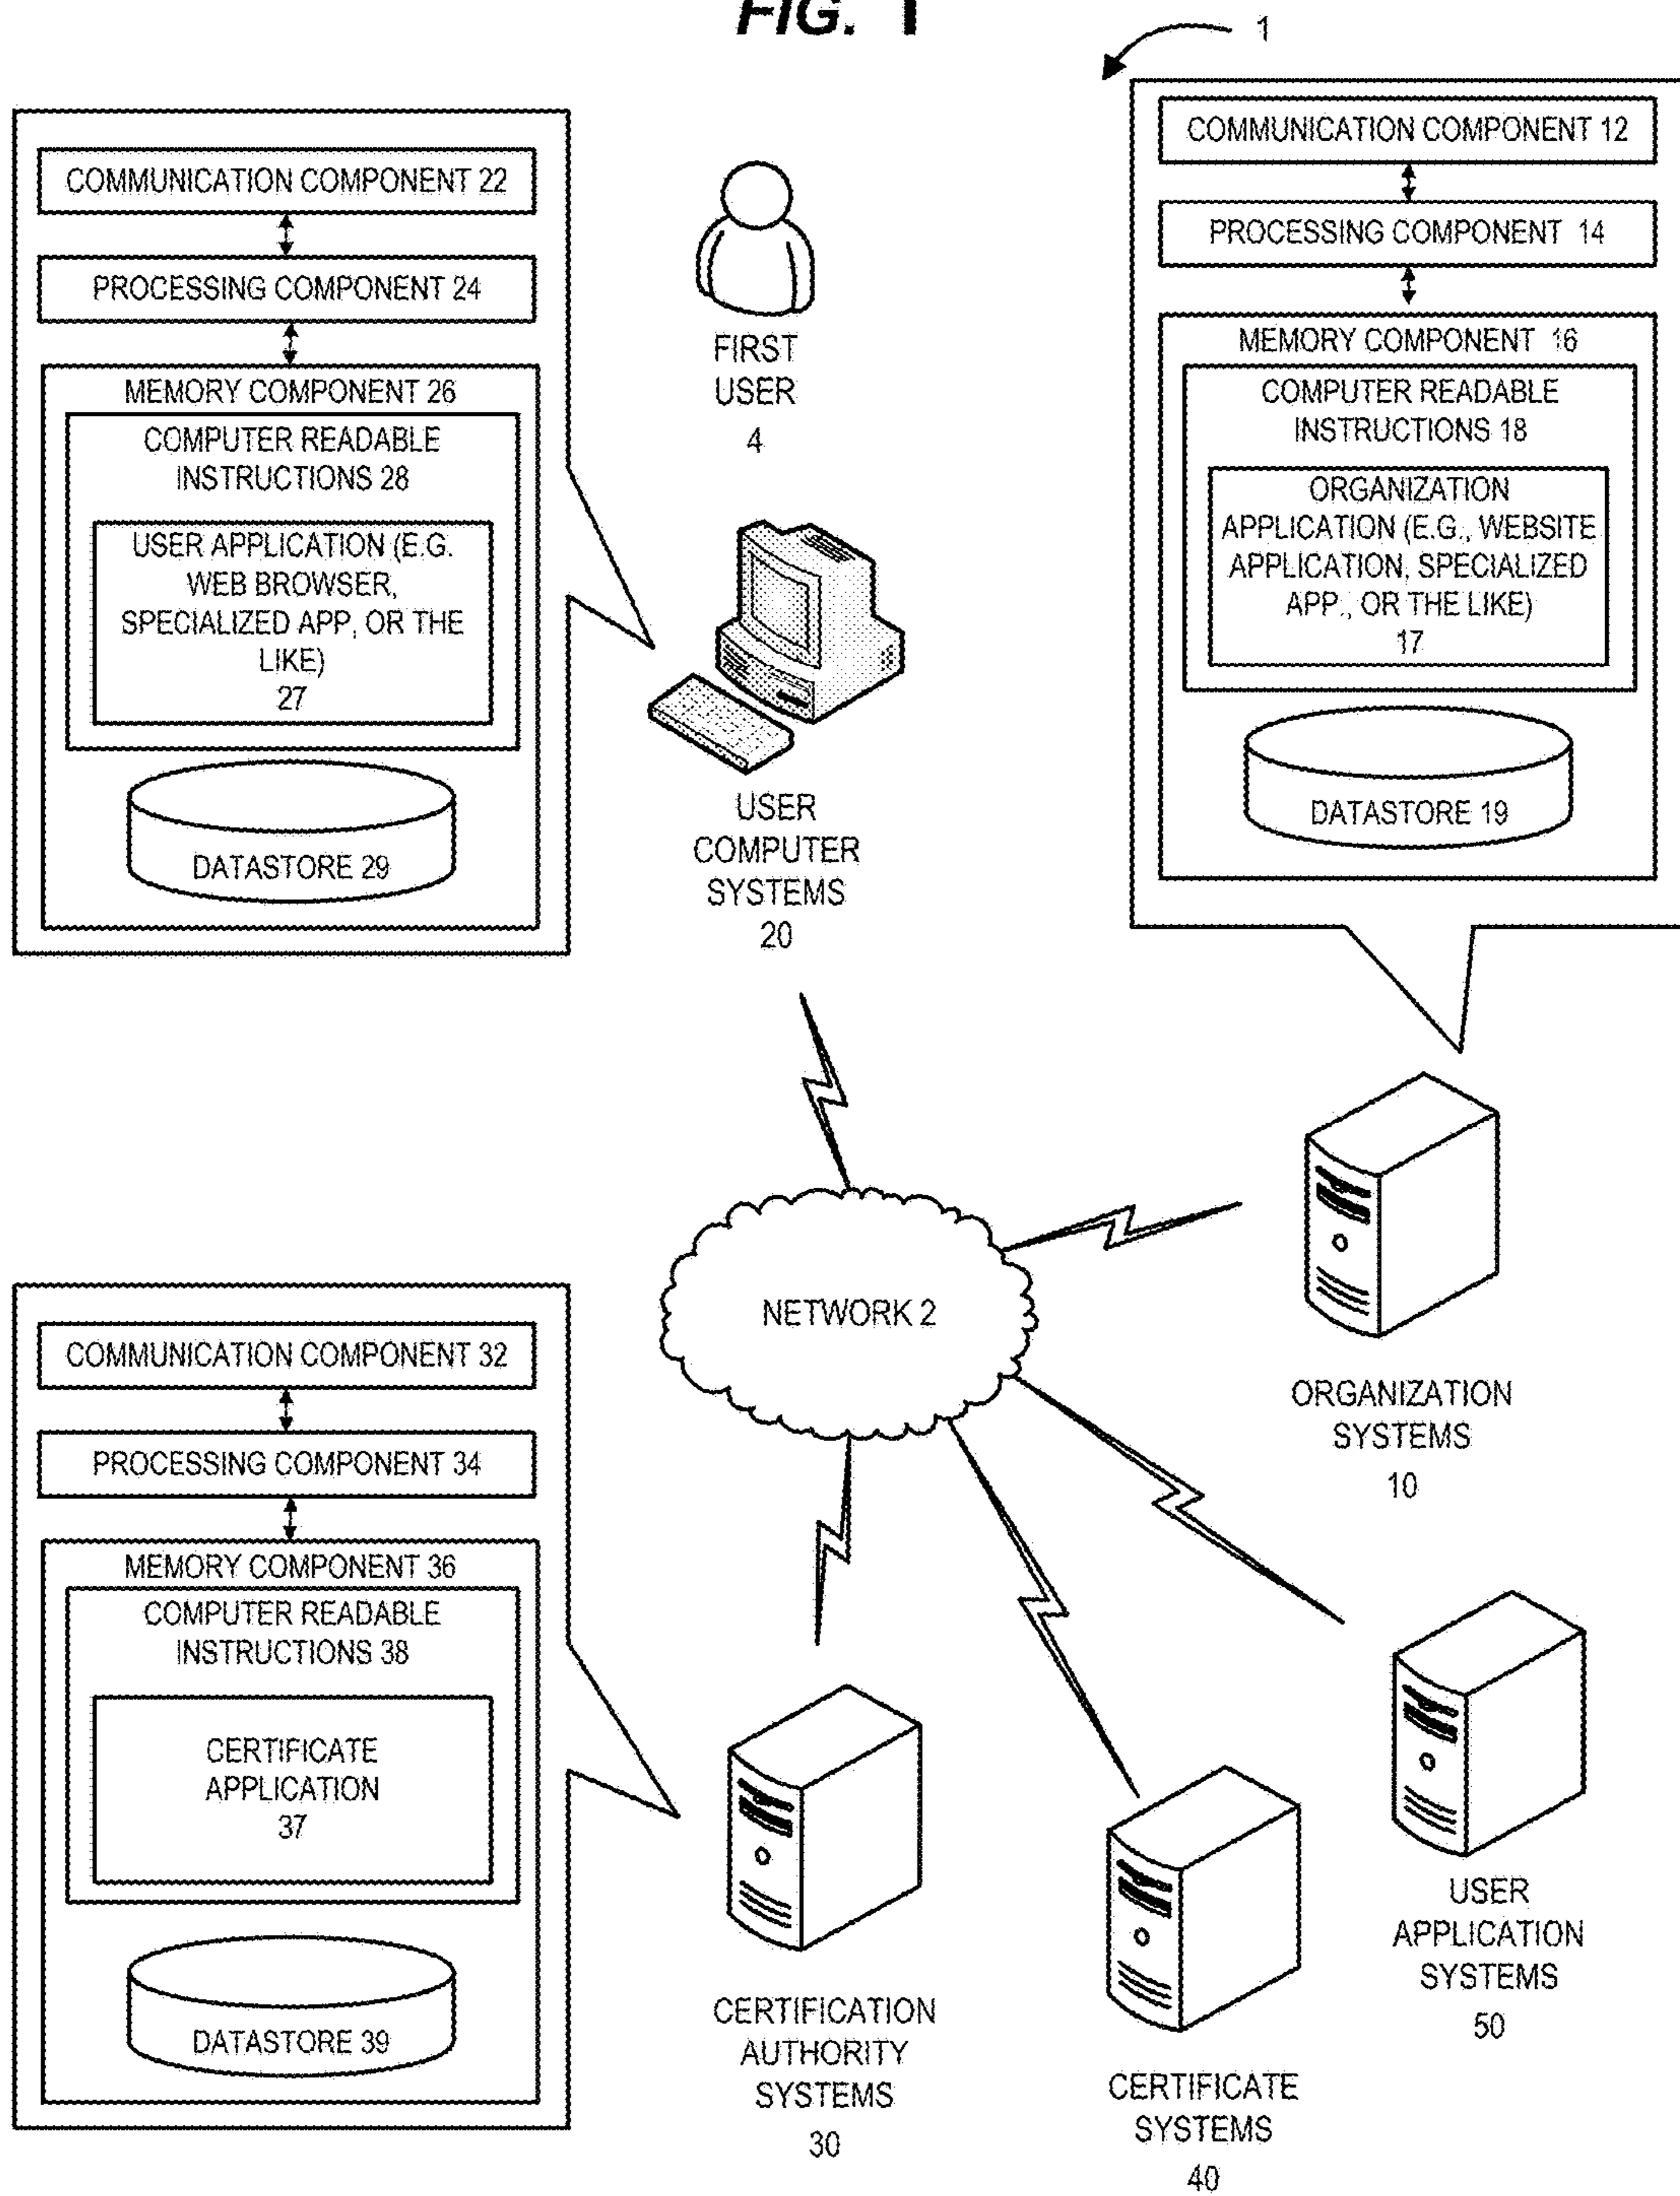 FIG. 1
1
COMMUNICATION COMPONENT 22
PROCESSING COMPONENT 24
MEMORY COMPONENT 26
COMPUTER READABLE
INSTRUCTIONS 28
USER APPLICATION (E.G.
WEB BROWSER,
SPECIALIZED APP, OR THE
LIKE)
27
DATASTORE 29
FIRST
USER
4
USER
COMPUTER
SYSTEMS
20
COMMUNICATION COMPONENT 12
PROCESSING COMPONENT 14
MEMORY COMPONENT 16
COMPUTER READABLE
INSTRUCTIONS 18
ORGANIZATION
APPLICATION (E.G., WEBSITE
APPLICATION, SPECIALIZED
APP., OR THE LIKE)
17
DATASTORE 19
NETWORK 2
ORGANIZATION
SYSTEMS
10
COMMUNICATION COMPONENT 32
PROCESSING COMPONENT 34
MEMORY COMPONENT 36
COMPUTER READABLE
INSTRUCTIONS 38
CERTIFICATE
APPLICATION
37
DATASTORE 39
CERTIFICATION
AUTHORITY
SYSTEMS
30
CERTIFICATE
SYSTEMS
40
USER
APPLICATION
SYSTEMS
50